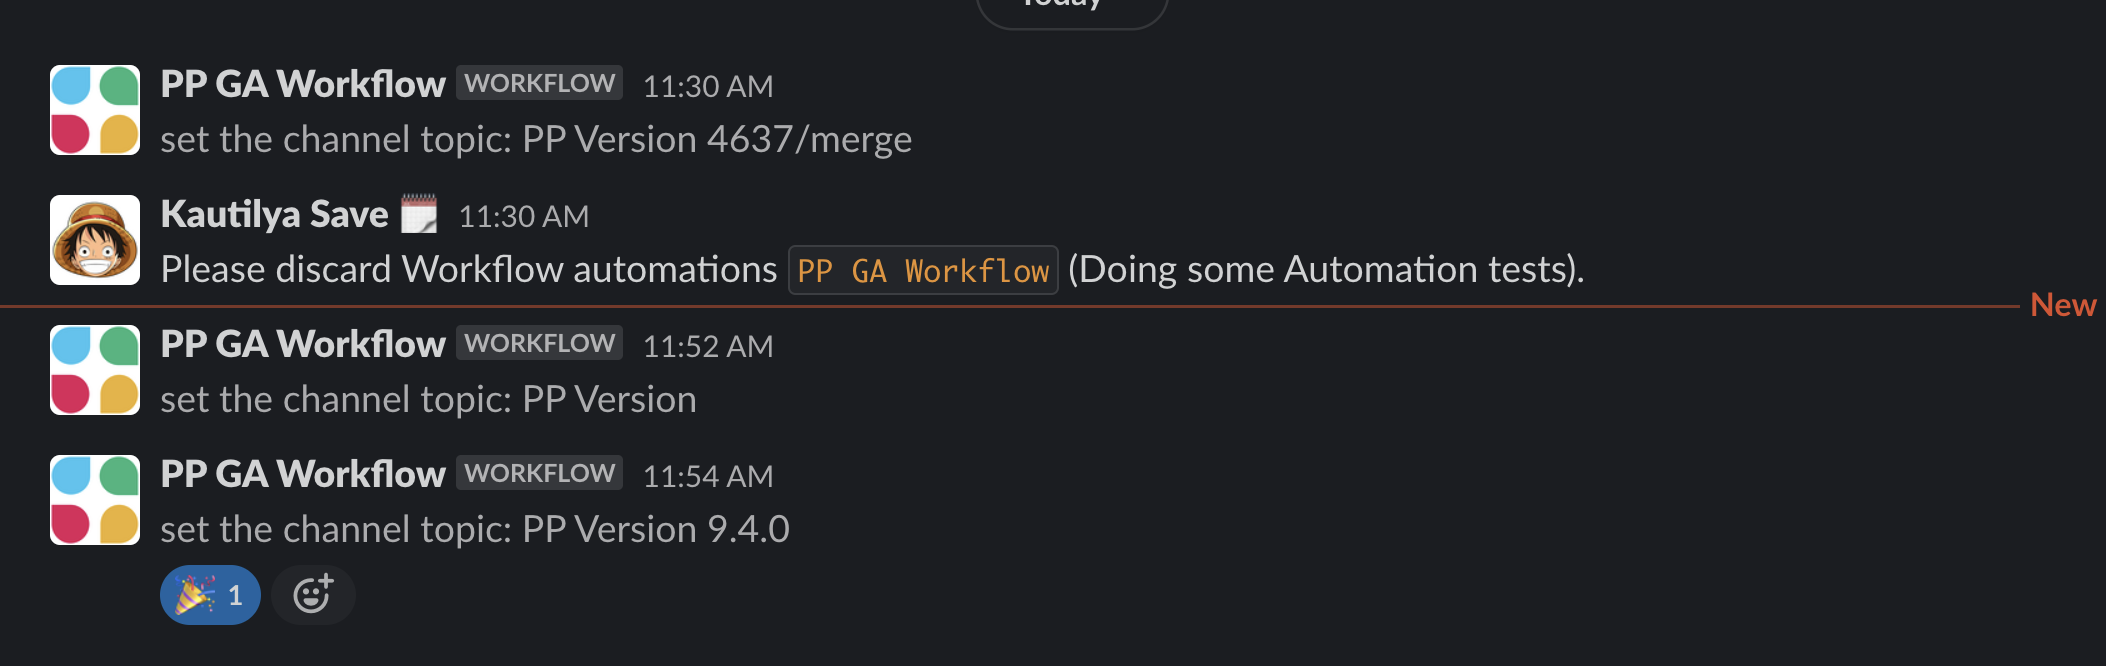 Today
PP GA Workflow WORKFLOW 11:30 AM
set the channel topic: PP Version 4637/merge
Kautilya Save 11:30 AM
Please discard Workflow automations PP GA Workflow (Doing some Automation tests).
New
PP GA Workflow WORKFLOW 11:52 AM
set the channel topic: PP Version
PP GA Workflow WORKFLOW 11:54 AM
set the channel topic: PP Version 9.4.0
1